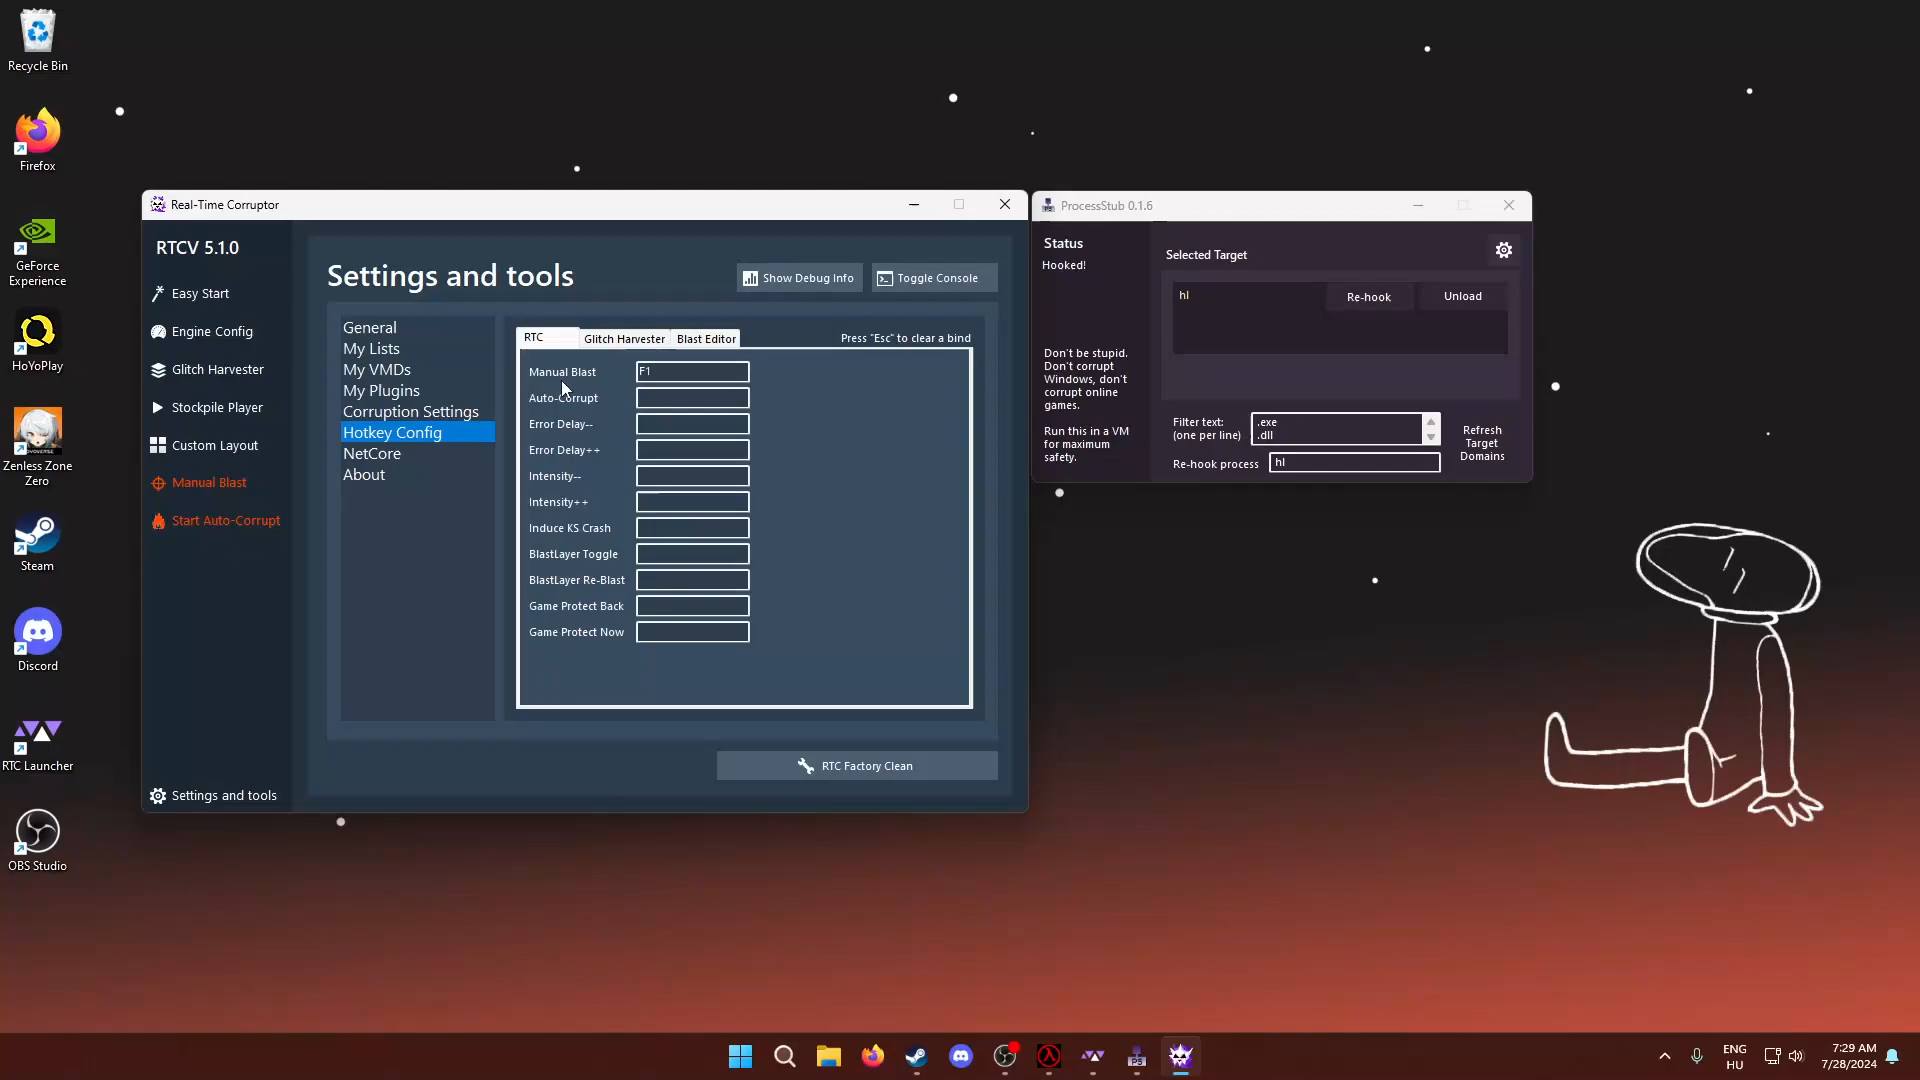 Recycle Bin
Firefox
GeForce
Experience
HoYoPlay
Zenless Zone
Zero
Steam
Discord
RTC Launcher
OBS Studio
Real-Time Corruptor
RTCV 5.1.0
Easy Start
Engine Config
Glitch Harvester
Stockpile Player
Custom Layout
Manual Blast
Start Auto-Corrupt
Settings and tools
Settings and tools
Show Debug Info
Toggle Console
General
My Lists
My VMDs
My Plugins
Corruption Settings
Hotkey Config
NetCore
About
RTC
Glitch Harvester
Blast Editor
Press "Esc" to clear a bind
Manual Blast
F1
Auto-Corrupt
Error Delay--
Error Delay++
Intensity--
Intensity++
Induce KS Crash
BlastLayer Toggle
BlastLayer Re-Blast
Game Protect Back
Game Protect Now
RTC Factory Clean
ProcessStub 0.1.6
Status
Hooked!
Don't be stupid.
Don't corrupt
Windows, don't
corrupt online
games.
Run this in a VM
for maximum
safety.
Selected Target
hl
Re-hook
Unload
Filter text:
(one per line)
.exe
.dll
Re-hook process
hl
Refresh
Target
Domains
PS
ENG
HU
7:29 AM
7/28/2024